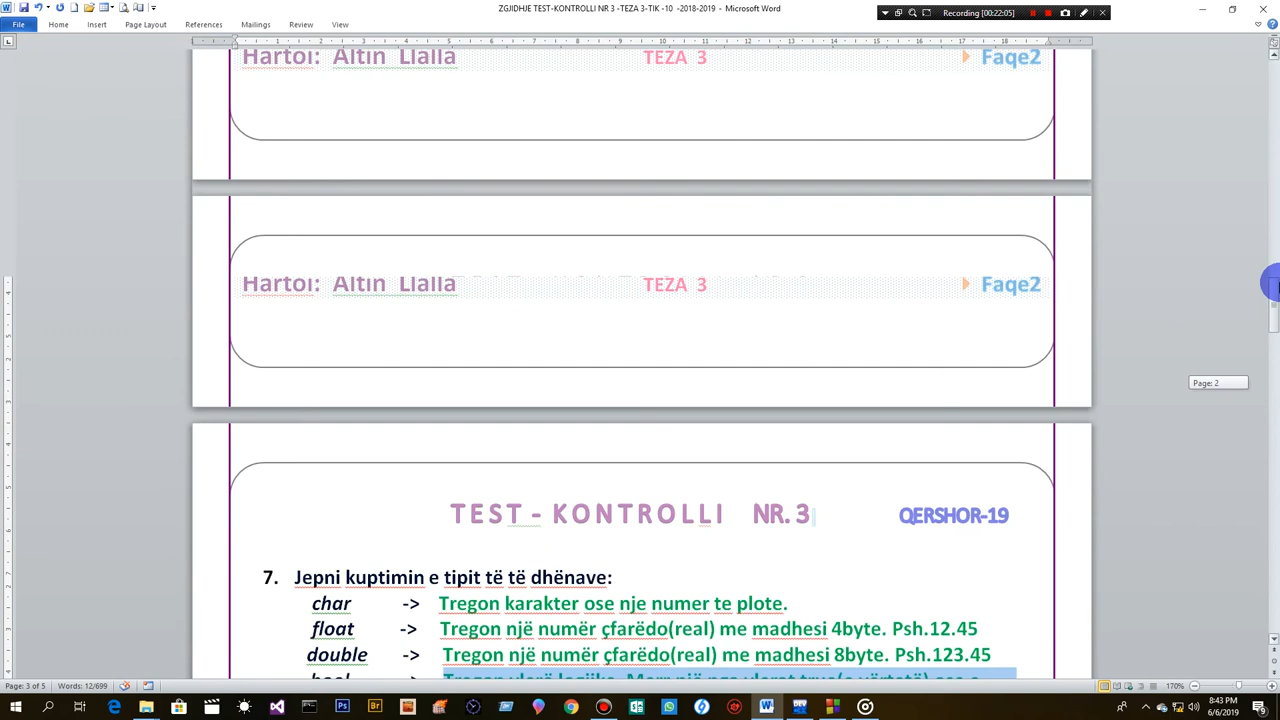 ZGJIDHJE TEST-KONTROLLI NR 3 -TEZA 3-TIK -10 -2018-2019 - Microsoft Word
Recording [00:22:05]
File Home Insert Page Layout References Mailings Review View
Hartoi: Altin Llalla TEZA 3 Faqe2
Hartoi: Altin Llalla TEZA 3 Faqe2
Page: 2
TEST - KONTROLLI NR. 3 QERSHOR-19
7. Jepni kuptimin e tipit të të dhënave:
char -> Tregon karakter ose nje numer te plote.
float -> Tregon një numër çfarëdo(real) me madhesi 4byte. Psh.12.45
double -> Tregon një numër çfarëdo(real) me madhesi 8byte. Psh.123.45
Page: 3 of 5 Words: 12/699 170%
8:43 PM
6/6/2019